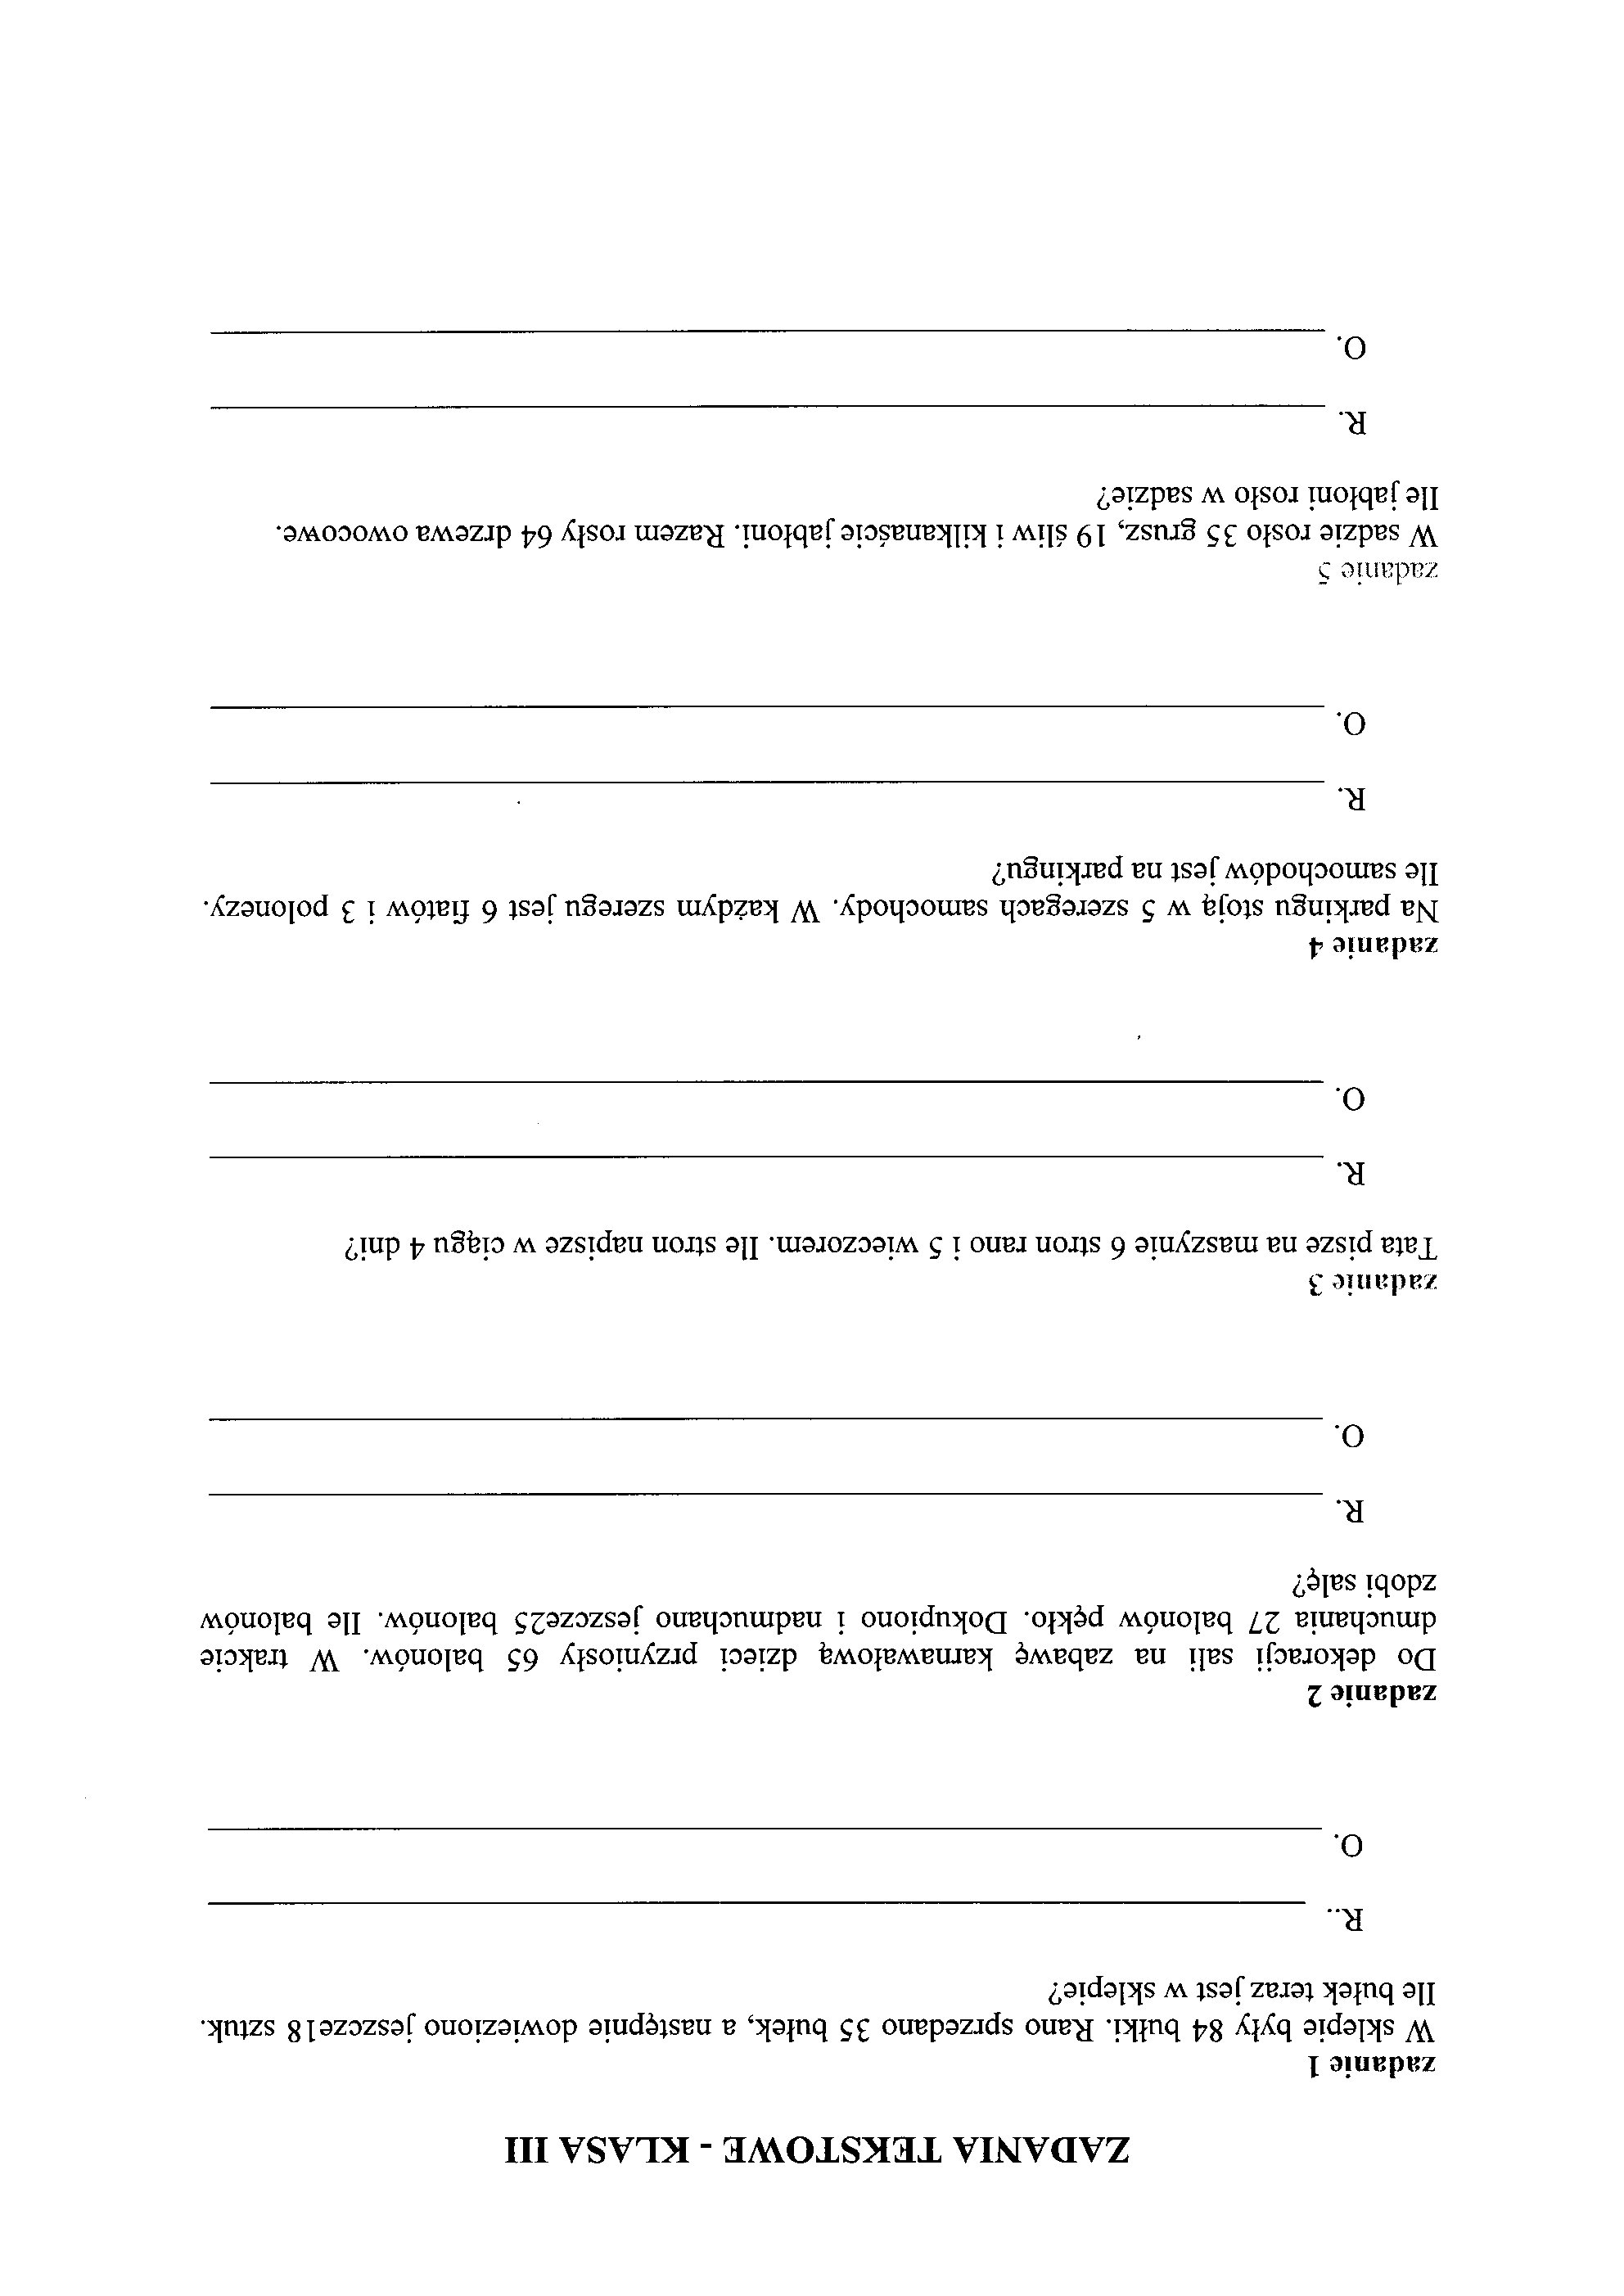 ZADANIA TEKSTOWE - KLASA III
zadanie 1
W sklepie były 84 bułki. Rano sprzedano 35 bułek, a następnie dowieziono jeszcze18 sztuk.
Ile bułek teraz jest w sklepie?
R..
O.
zadanie 2
Do dekoracji sali na zabawę karnawałową dzieci przyniosły 65 balonów. W trakcie
dmuchania 27 balonów pękło. Dokupiono i nadmuchano jeszcze25 balonów. Ile balonów
zdobi salę?
R.
O.
zadanie 3
Tata pisze na maszynie 6 stron rano i 5 wieczorem. Ile stron napisze w ciągu 4 dni?
R.
O.
zadanie 4
Na parkingu stoją w 5 szeregach samochody. W każdym szeregu jest 6 fiatów i 3 polonezy.
Ile samochodów jest na parkingu?
R.
O.
zadanie 5
W sadzie rosło 35 grusz, 19 śliw i kilkanaście jabłoni. Razem rosły 64 drzewa owocowe.
Ile jabłoni rosło w sadzie?
R.
O.